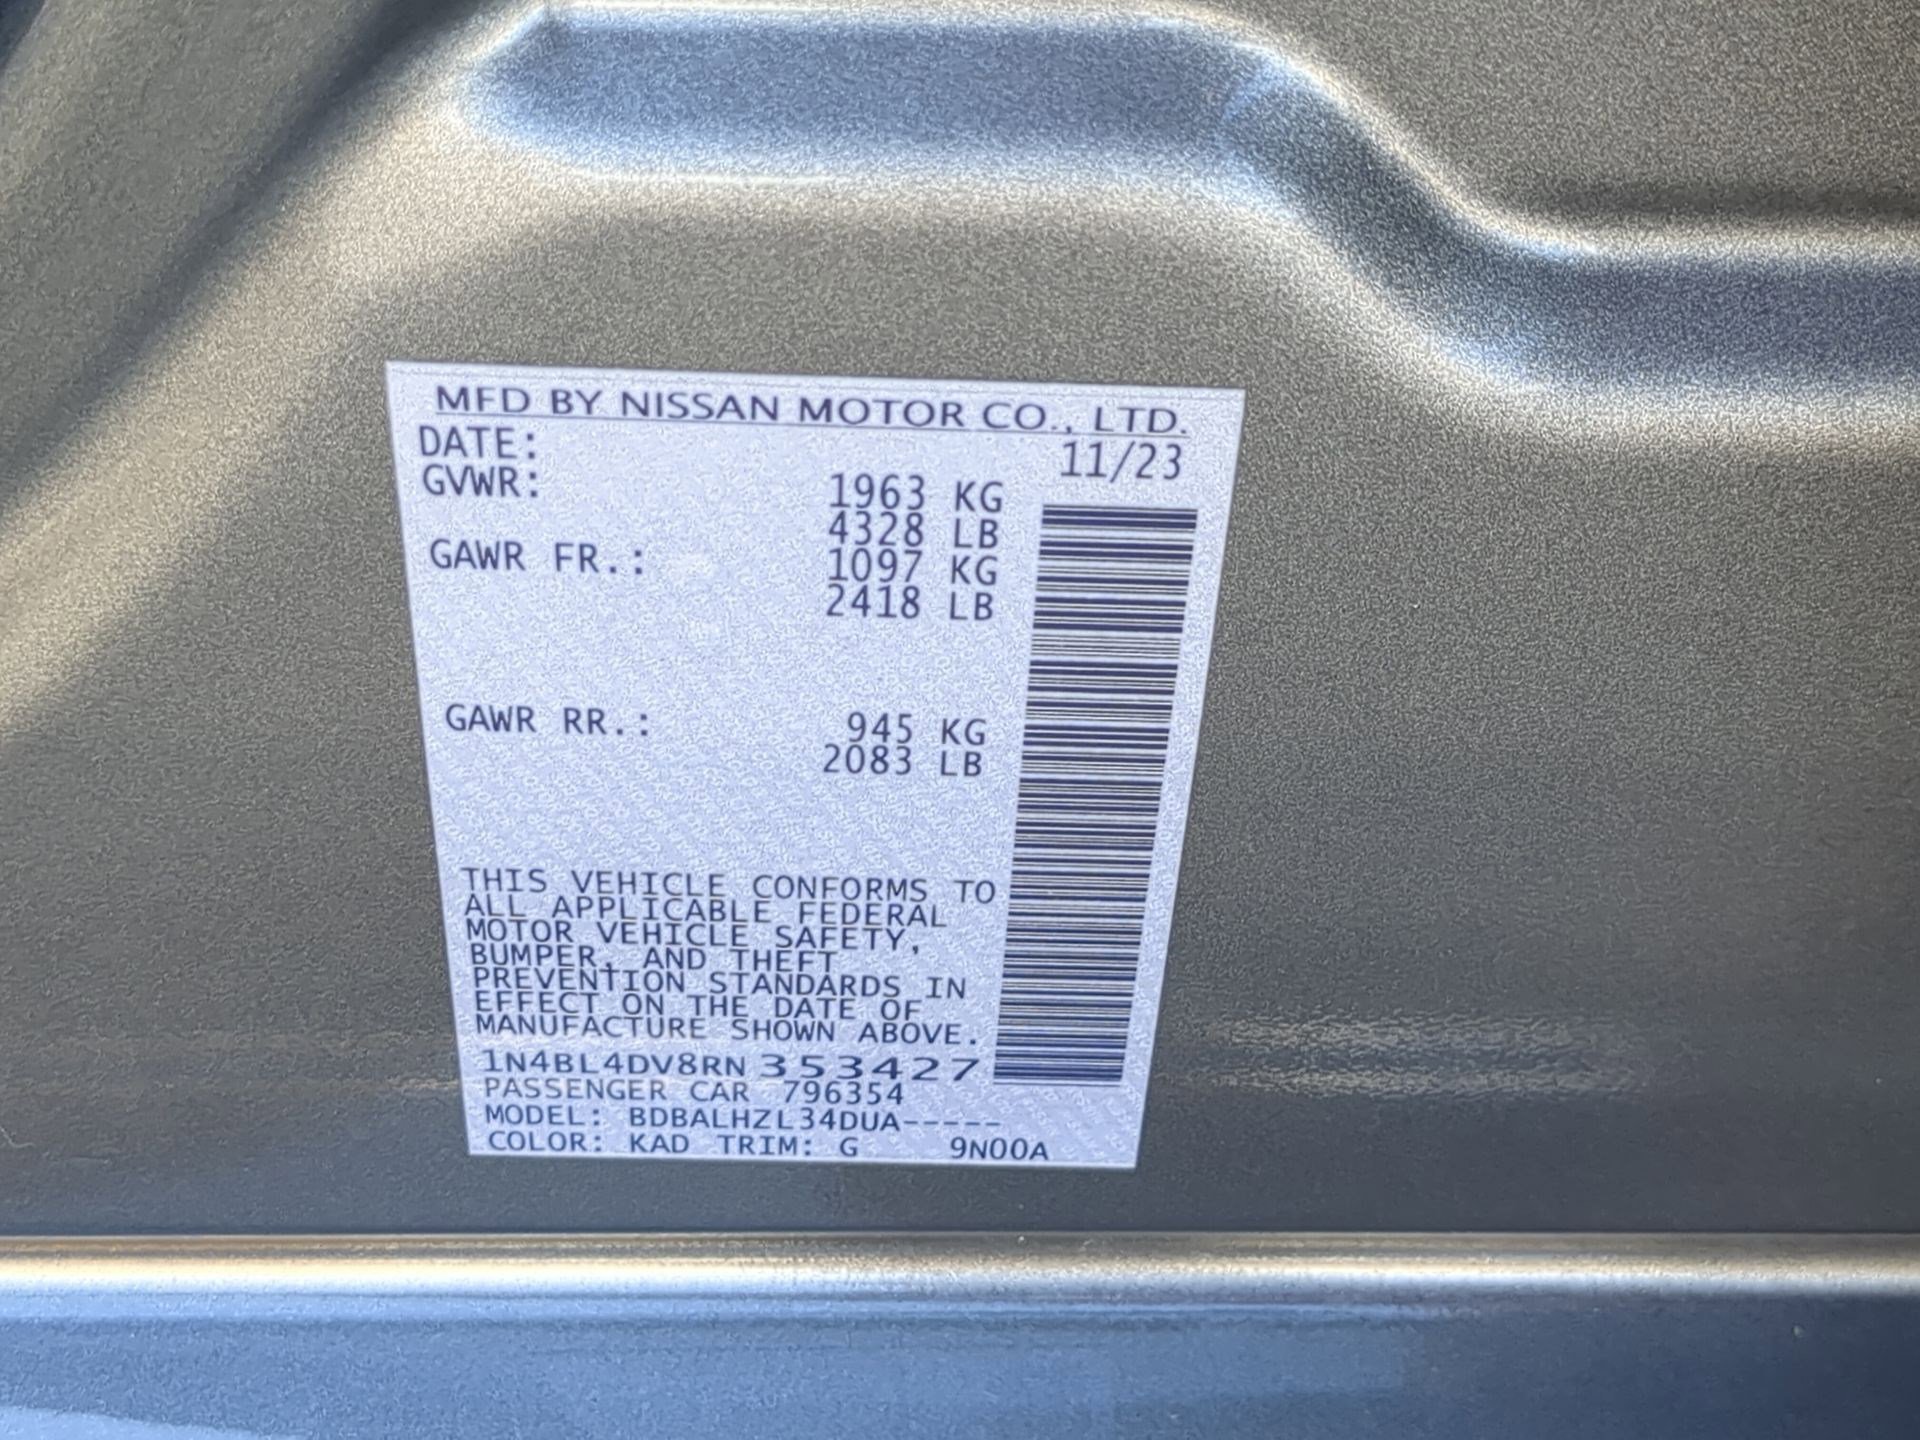 MFD BY NISSAN MOTOR CO., LTD.
DATE: 11/23
GVWR: 1963 KG
4328 LB
GAWR FR.: 1097 KG
2418 LB
GAWR RR.: 945 KG
2083 LB
THIS VEHICLE CONFORMS TO
ALL APPLICABLE FEDERAL
MOTOR VEHICLE SAFETY,
BUMPER, AND THEFT
PREVENTION STANDARDS IN
EFFECT ON THE DATE OF
MANUFACTURE SHOWN ABOVE.
1N4BL4DV8RN353427
PASSENGER CAR 796354
MODEL: BDBALHZL34DUA-----
COLOR: KAD TRIM: G 9N00A